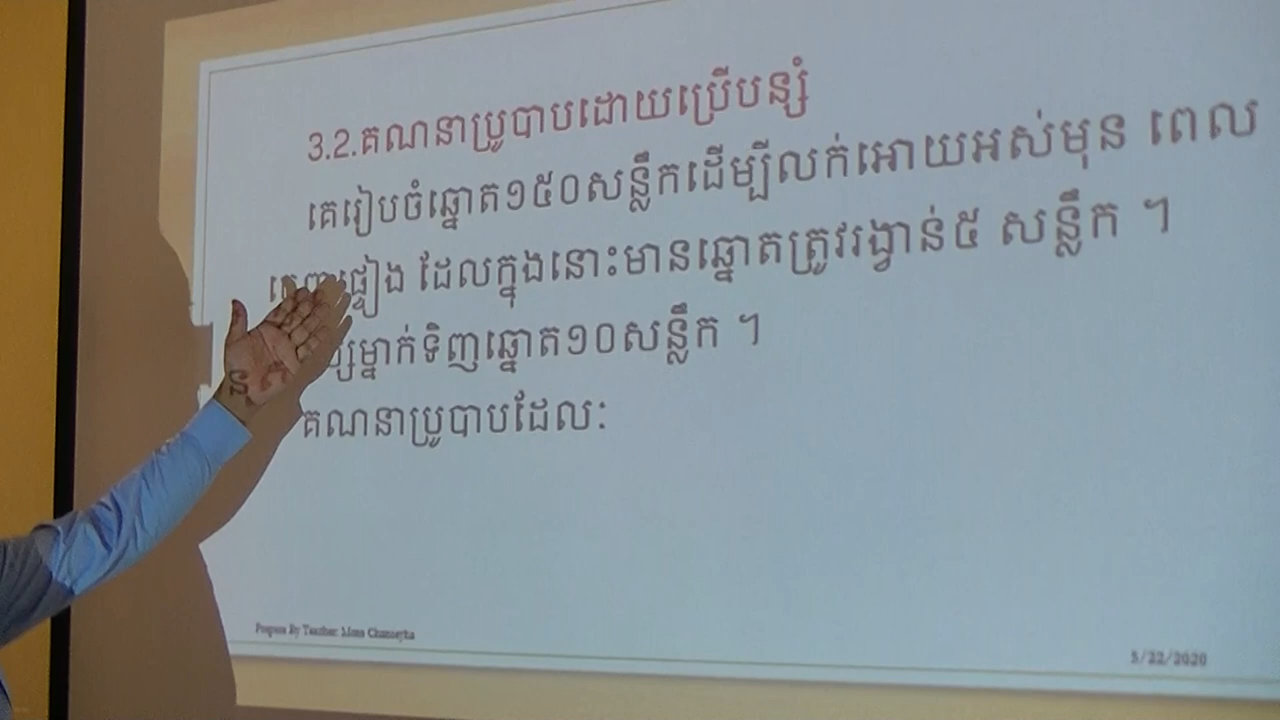 3.2.គណនាប្រូបាបដោយប្រើបន្សំ
គេរៀបចំឆ្នោត១៥០សន្លឹកដើម្បីលក់អោយអស់មុន ពេល
ផ្ទៀង ដែលក្នុងនោះមានឆ្នោតត្រូវរង្វាន់៥ សន្លឹក ។
ម្នាក់ទិញឆ្នោត១០សន្លឹក ។
គណនាប្រូបាបដែល:
Prepare By Teacher:
5/22/2020